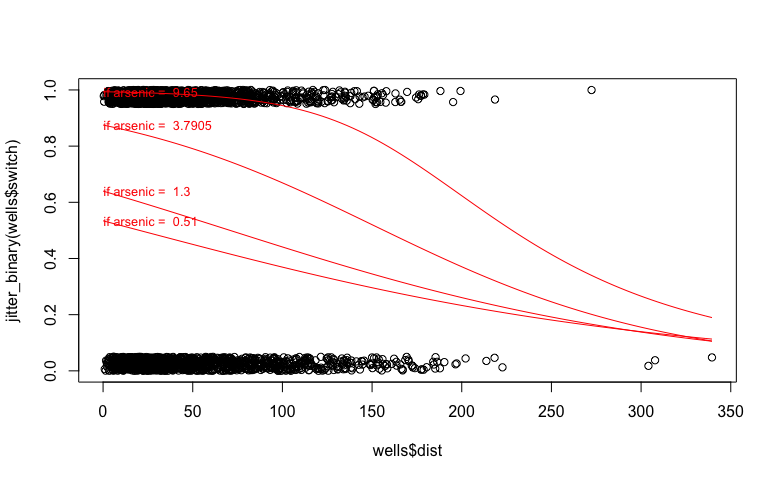 jitter_binary(wells$switch)
1.0
0.8
0.6
0.4
0.2
0.0
if arsenic =  9.65
if arsenic =  3.7905
if arsenic =  1.3
if arsenic =  0.51
0 50 100 150 200 250 300 350
wells$dist